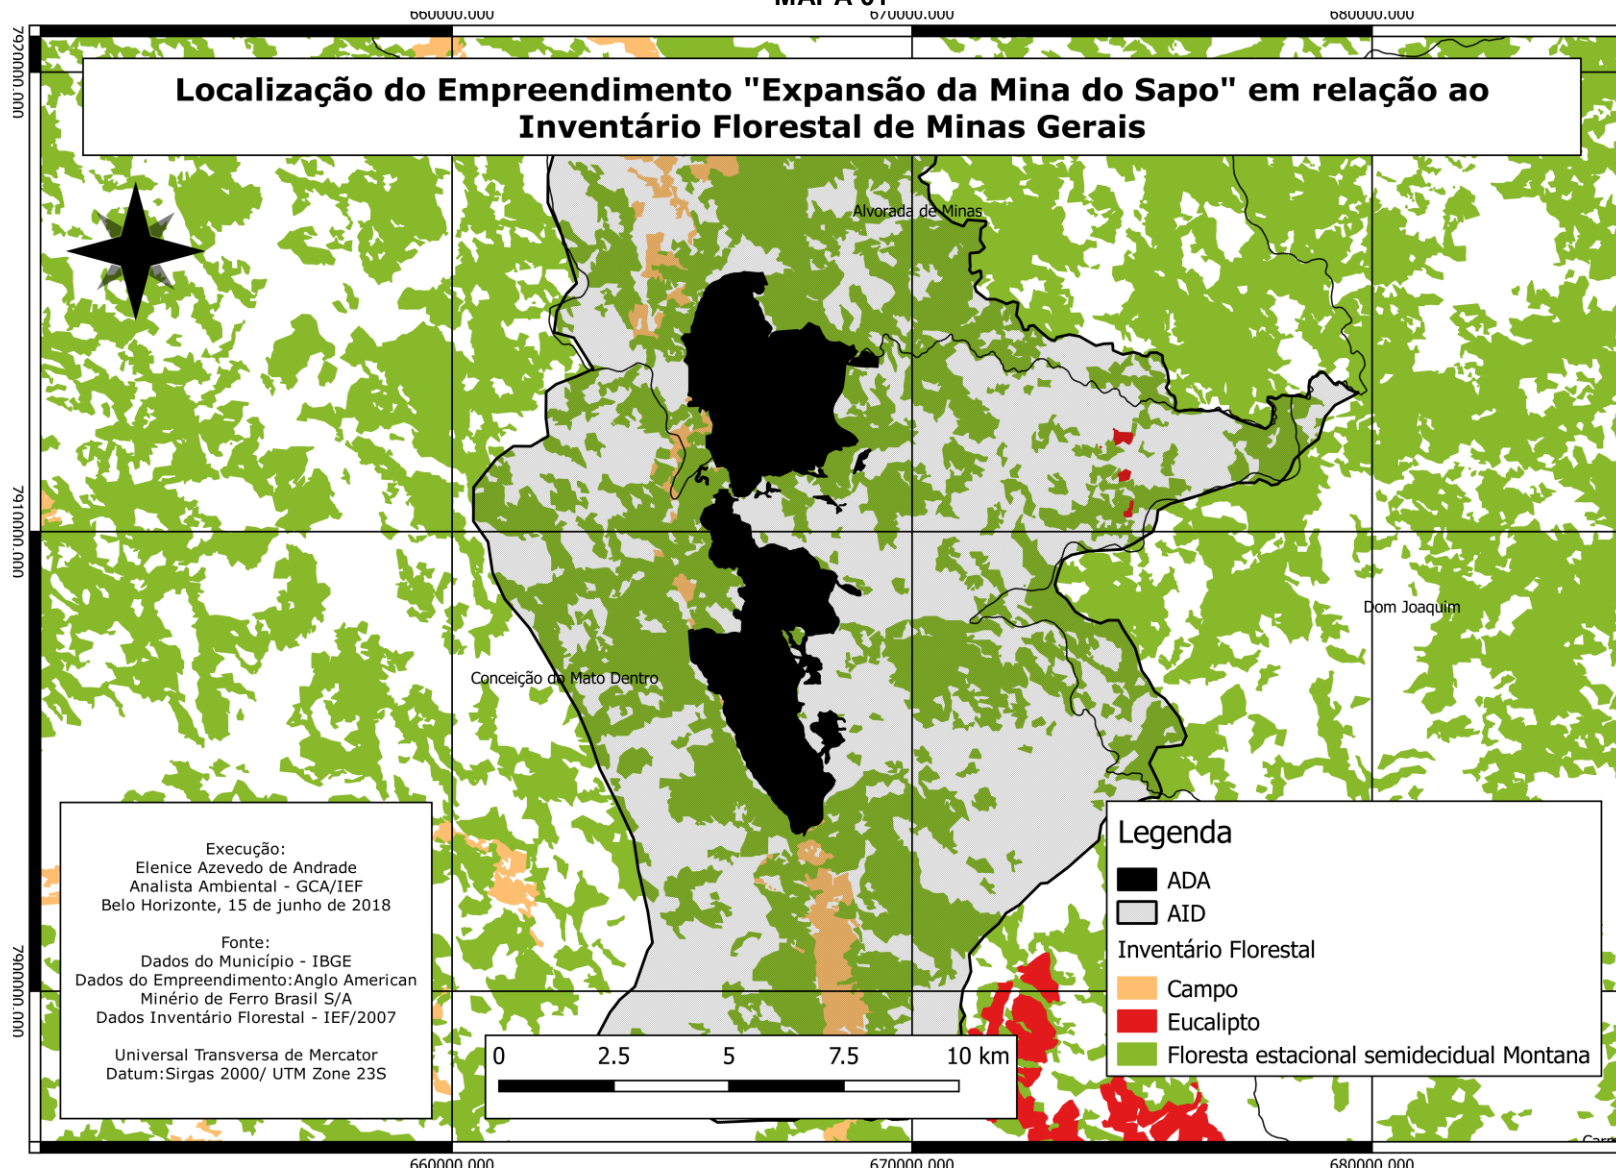 MAPA 01
660000.000
670000.000
680000.000
7920000.000
Localização do Empreendimento "Expansão da Mina do Sapo" em relação ao
Inventário Florestal de Minas Gerais
Alvorada de Minas
7910000.000
Dom Joaquim
Conceição do Mato Dentro
Execução:
Elenice Azevedo de Andrade
Analista Ambiental - GCA/IEF
Belo Horizonte, 15 de junho de 2018
Fonte:
Dados do Município - IBGE
Dados do Empreendimento:Anglo American
Minério de Ferro Brasil S/A
Dados Inventário Florestal - IEF/2007
Universal Transversa de Mercator
Datum:Sirgas 2000/ UTM Zone 23S
7900000.000
Legenda
ADA
AID
Inventário Florestal
Campo
Eucalipto
Floresta estacional semidecidual Montana
0 2.5 5 7.5 10 km
660000.000
670000.000
680000.000